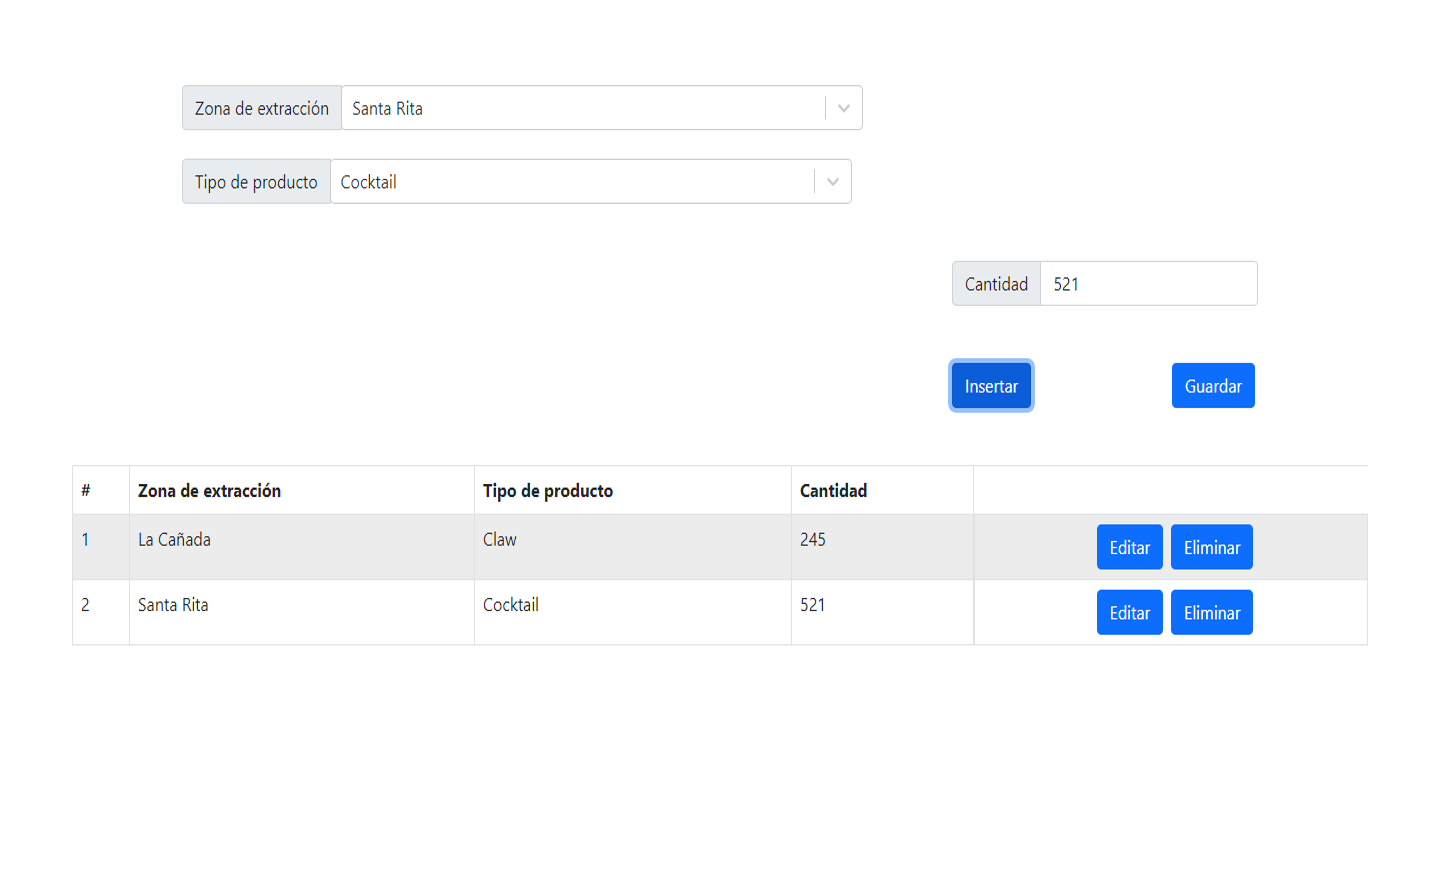 Zona de extracción Santa Rita
Tipo de producto Cocktail
Cantidad 521
Insertar Guardar
# Zona de extracción Tipo de producto Cantidad
1 La Cañada Claw 245 Editar Eliminar
2 Santa Rita Cocktail 521 Editar Eliminar